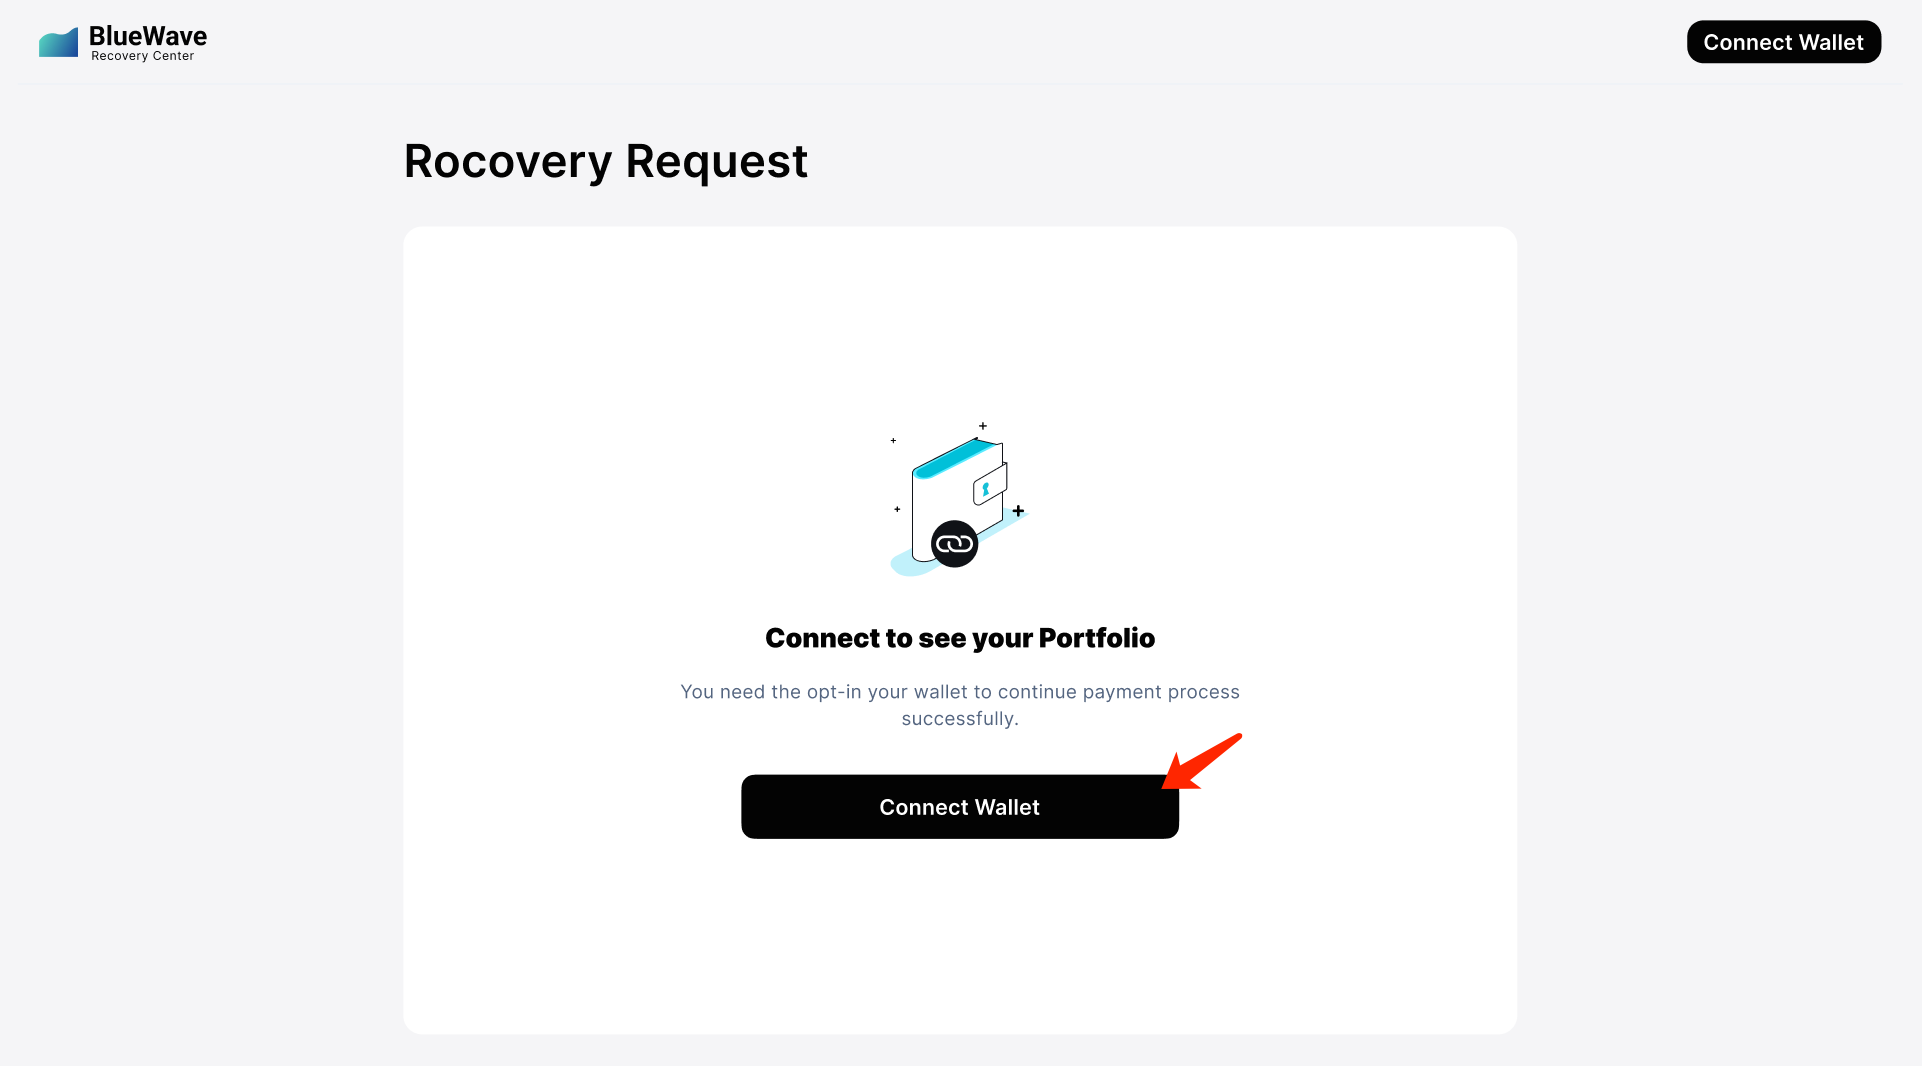 BlueWave
Recovery Center
Connect Wallet
Rocovery Request
Connect to see your Portfolio
You need the opt-in your wallet to continue payment process
successfully.
Connect Wallet